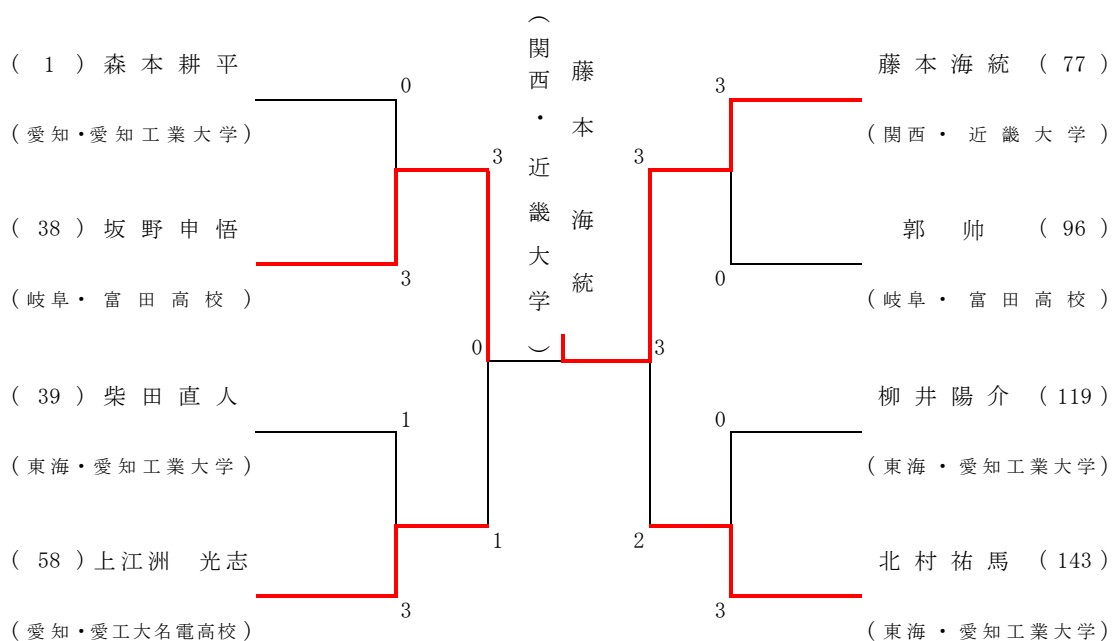 (関西・近畿大学)
藤本海統
( 1 ) 森本耕平
0
(愛知・愛知工業大学)
( 38 ) 坂野申悟
3
(岐阜・富田高校)
3
0
( 39 ) 柴田直人
1
(東海・愛知工業大学)
( 58 ) 上江洲 光志
3
(愛知・愛工大名電高校)
1
藤本海統 ( 77 )
3
(関西・近畿大学)
3
郭 帅 ( 96 )
0
(岐阜・富田高校)
3
柳井陽介 ( 119 )
0
(東海・愛知工業大学)
2
北村祐馬 ( 143 )
3
(東海・愛知工業大学)